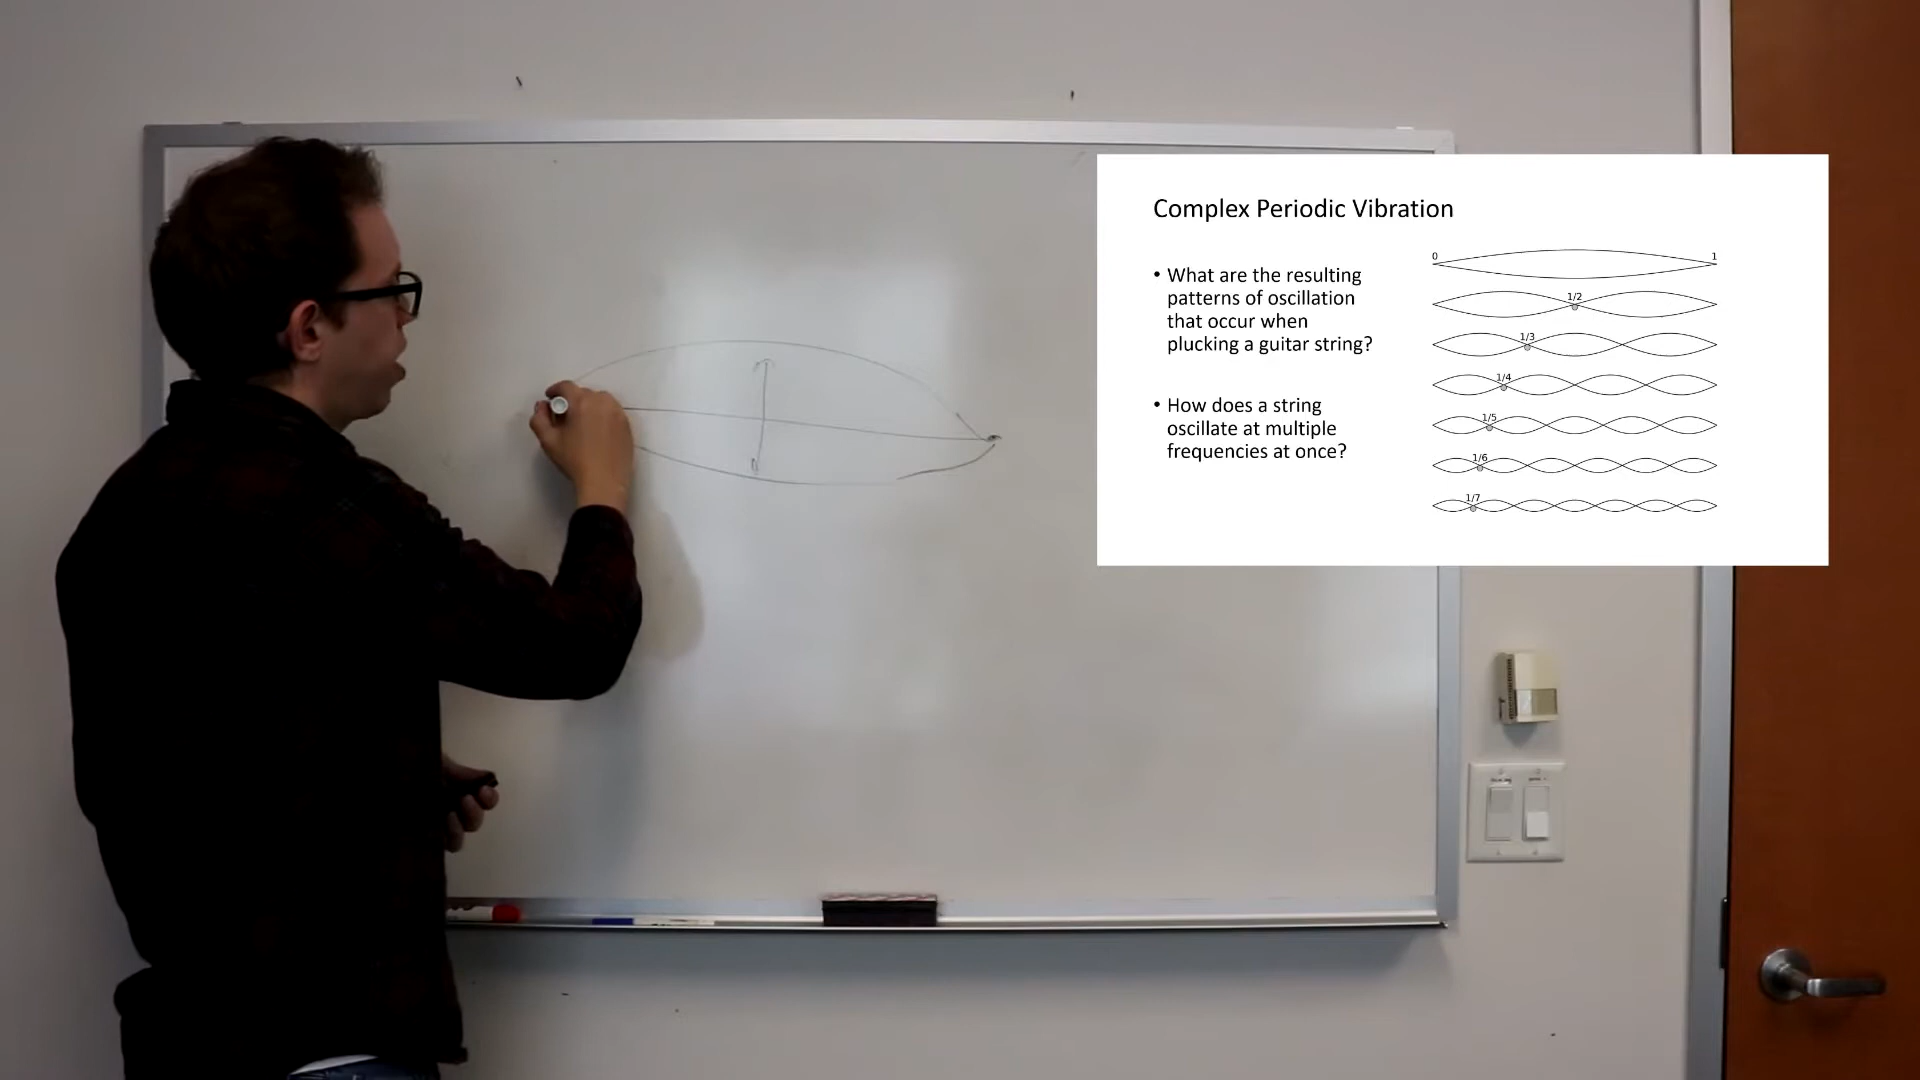 Complex Periodic Vibration
• What are the resulting
patterns of oscillation
that occur when
plucking a guitar string?
• How does a string
oscillate at multiple
frequencies at once?
0 1
1/2
1/3
1/4
1/5
1/6
1/7